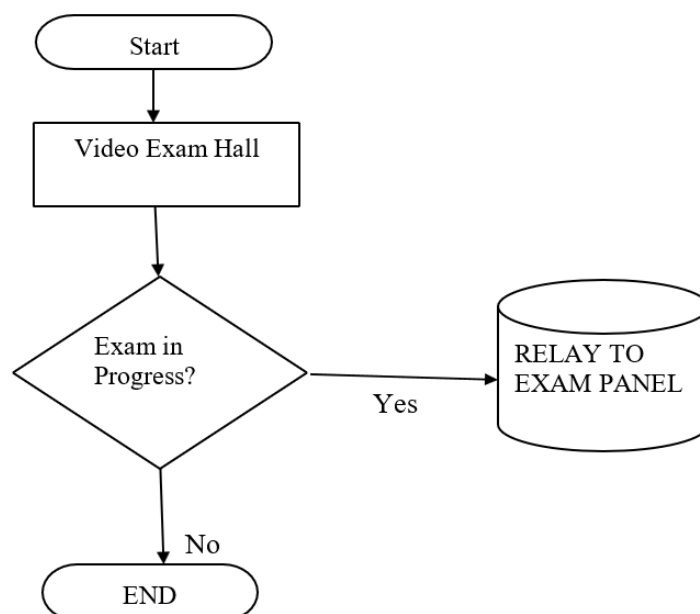 Start
Video Exam Hall
Exam in
Progress?
RELAY TO
EXAM PANEL
Yes
No
END